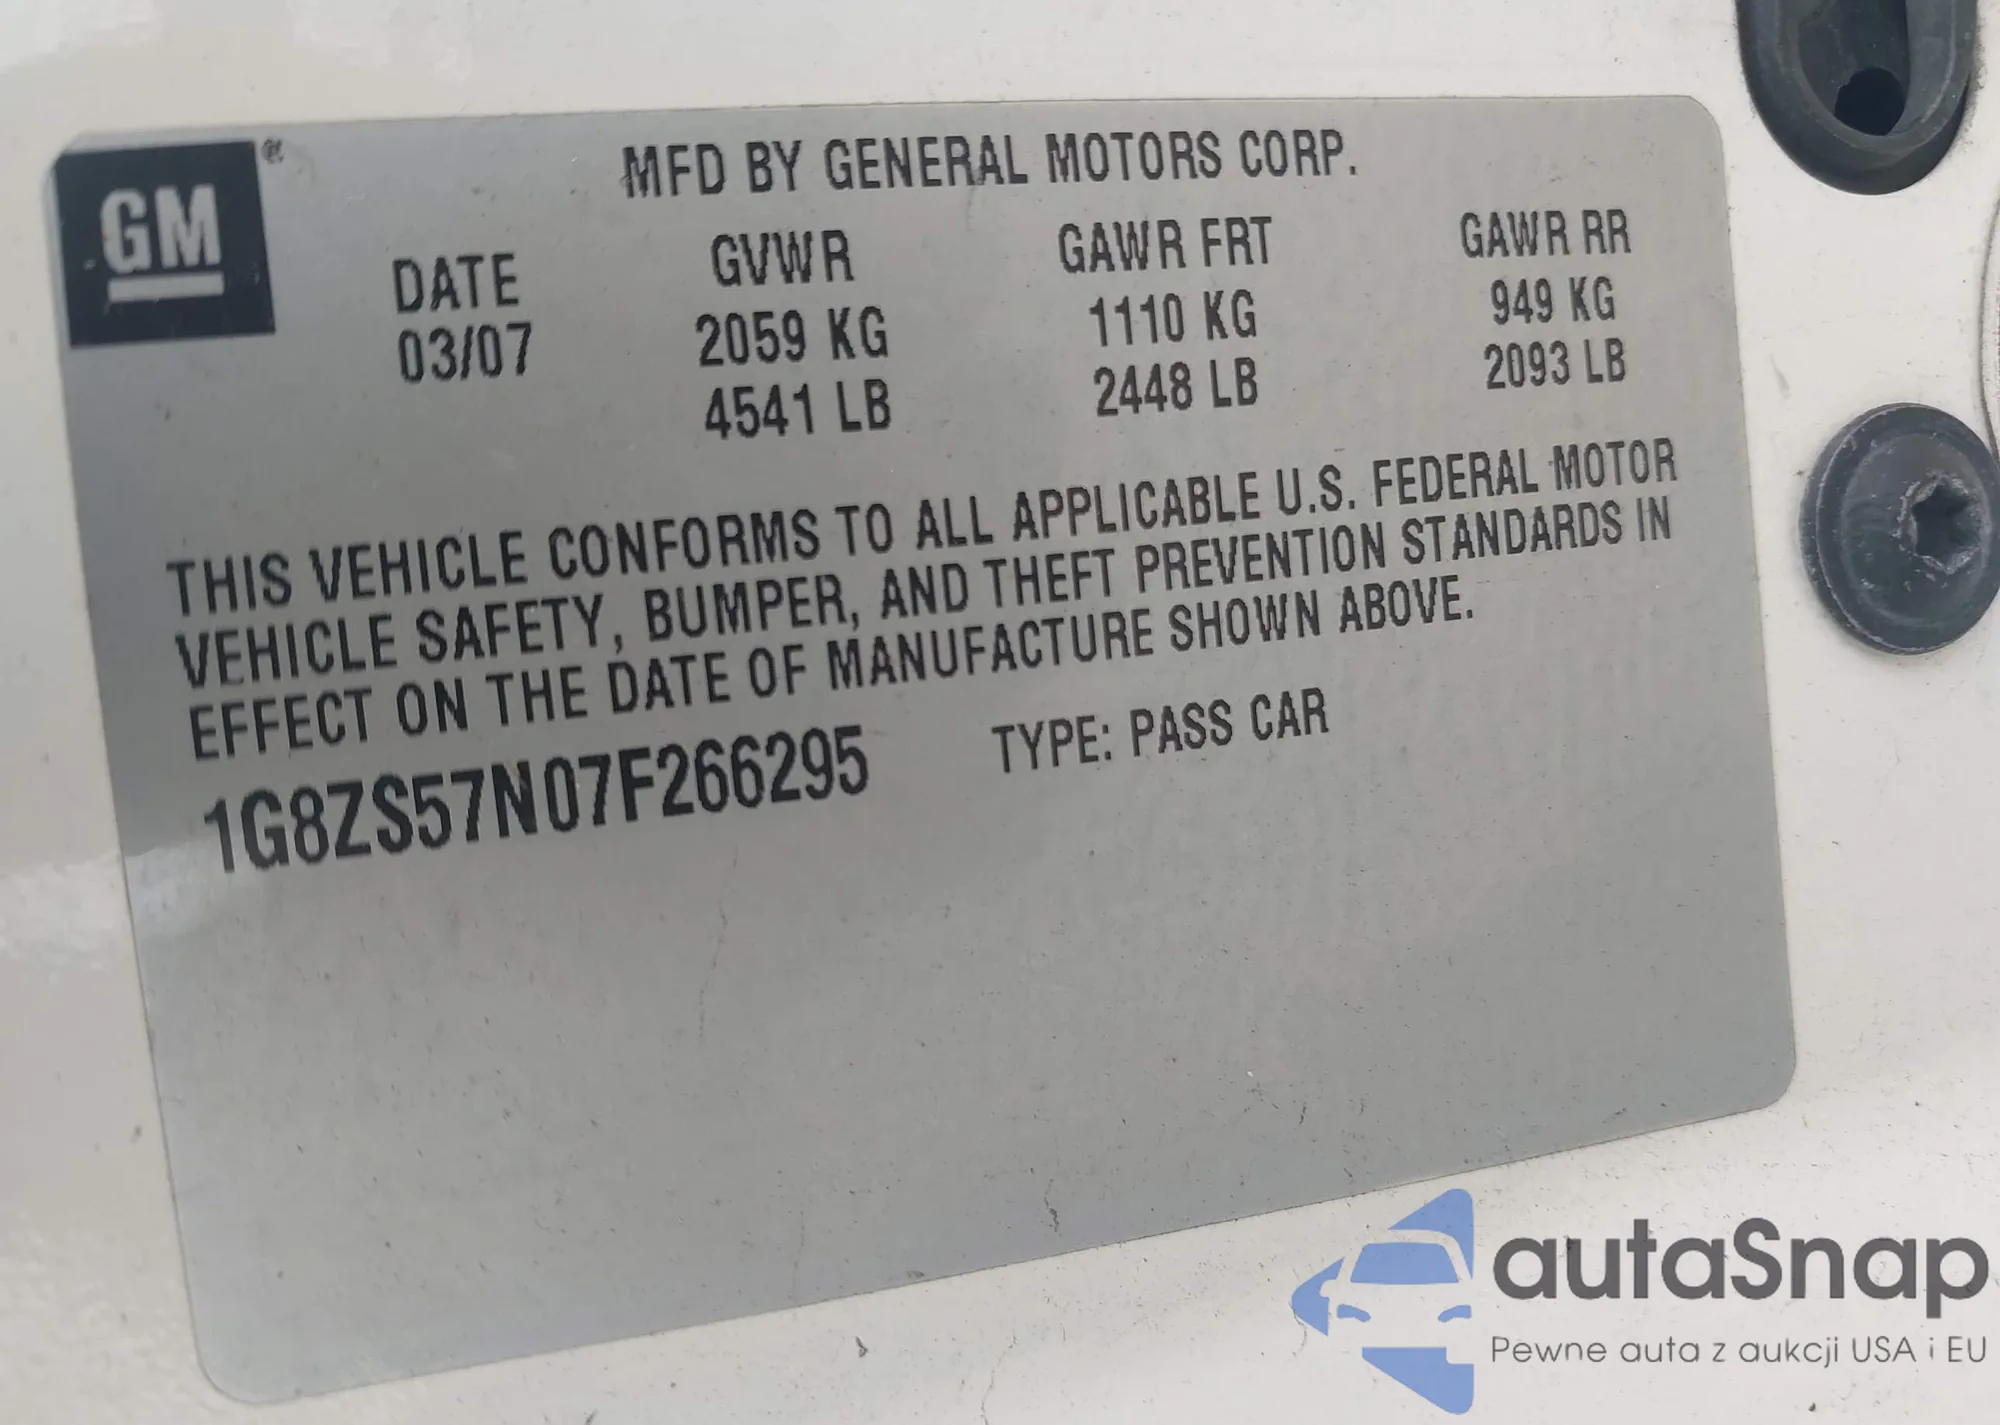 GM
MFD BY GENERAL MOTORS CORP.
DATE GVWR GAWR FRT GAWR RR
03/07 2059 KG 1110 KG 949 KG
4541 LB 2448 LB 2093 LB
THIS VEHICLE CONFORMS TO ALL APPLICABLE U.S. FEDERAL MOTOR
VEHICLE SAFETY, BUMPER, AND THEFT PREVENTION STANDARDS IN
EFFECT ON THE DATE OF MANUFACTURE SHOWN ABOVE.
1G8ZS57N07F266295 TYPE: PASS CAR
autaSnap
Pewne auta z aukcji USA i EU